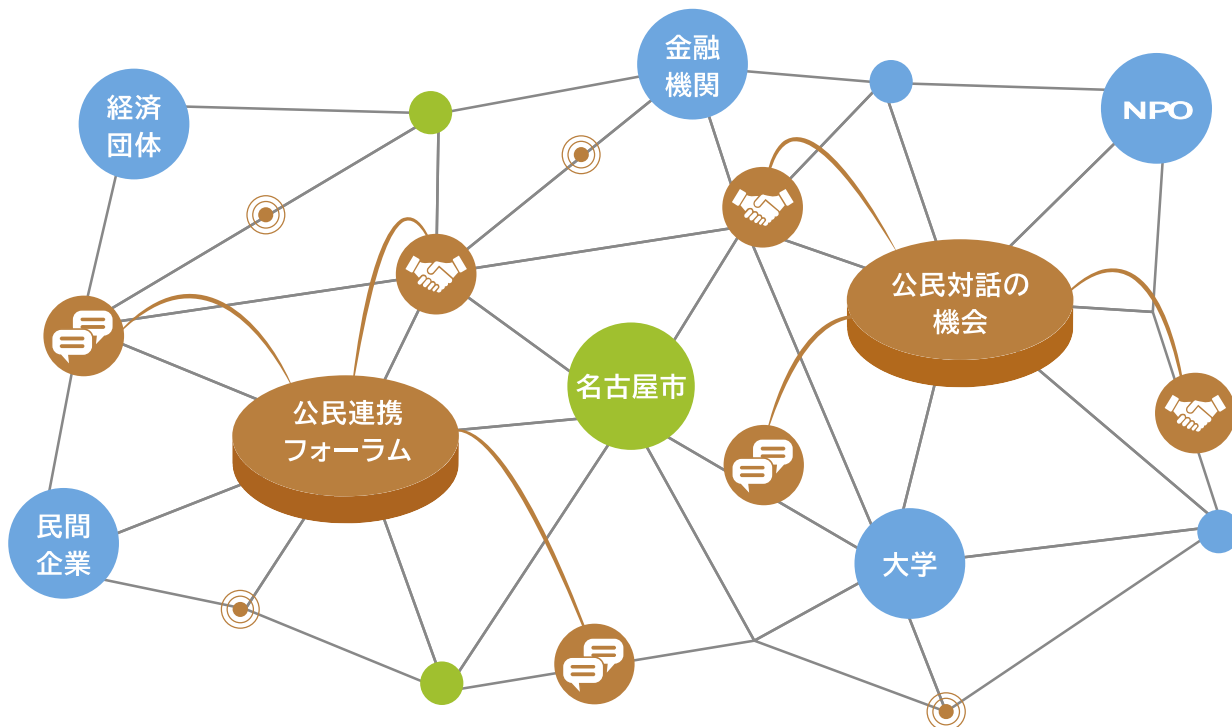 金融
機関
経済
団体
NPO
公民対話の
機会
名古屋市
公民連携
フォーラム
民間
企業
大学